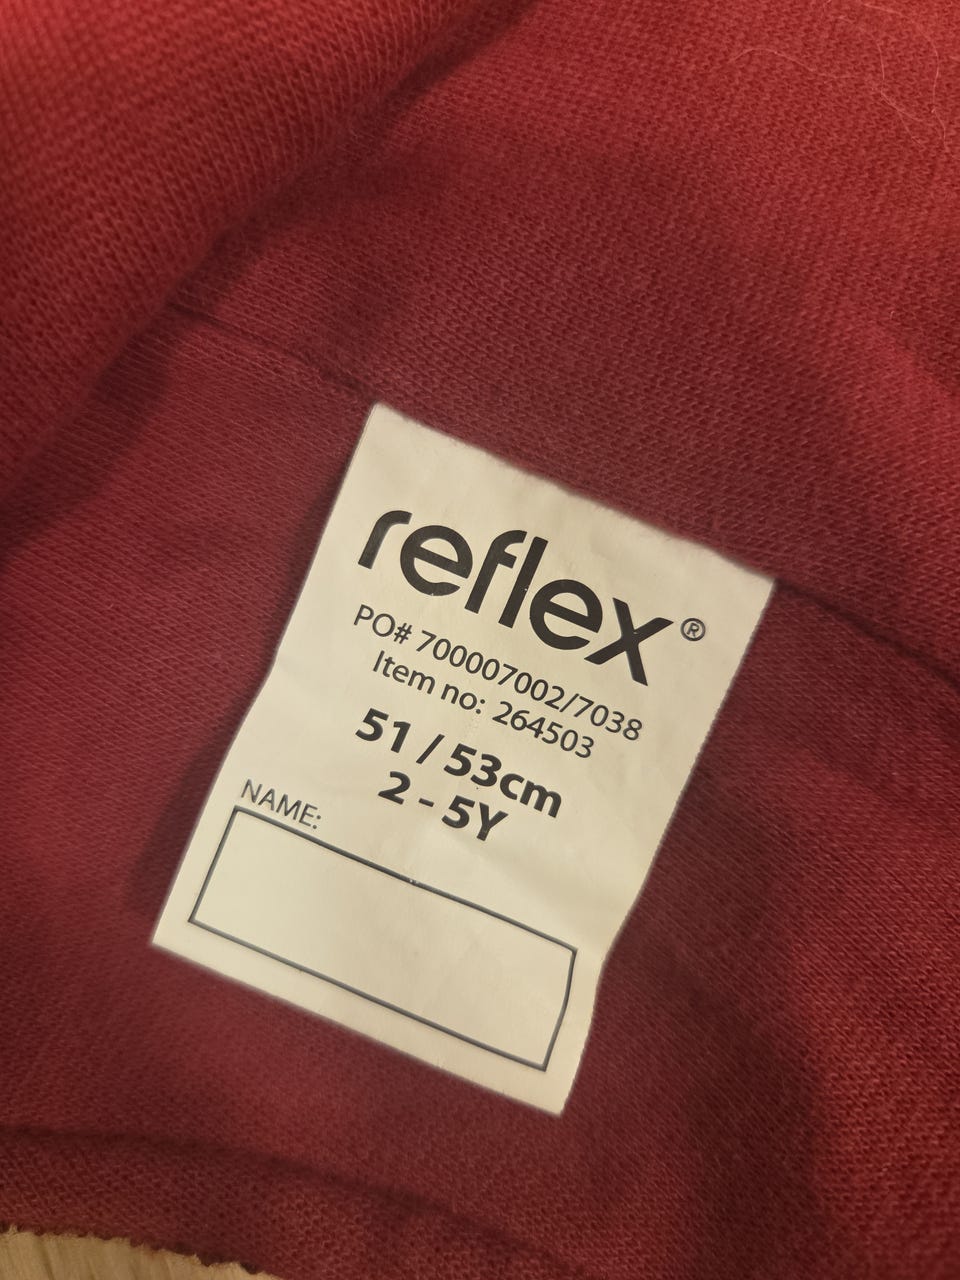 reflex®
PO# 700007002/7038
Item no: 264503
51 / 53cm
2 - 5Y
NAME: